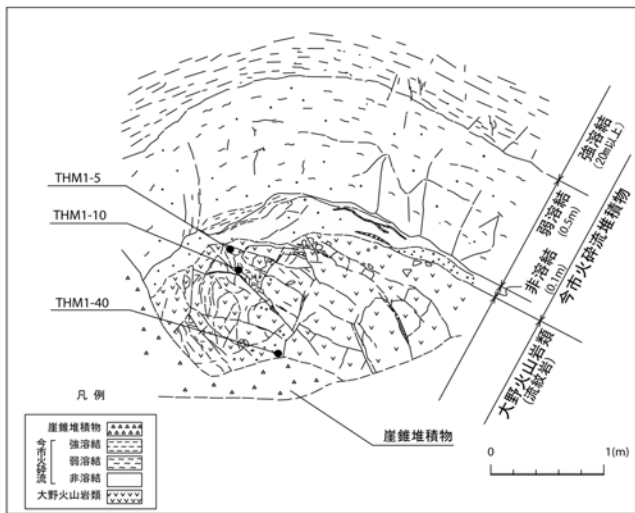 THM1-5
THM1-10
THM1-40
強溶結
(20m以上)
弱溶結
(0.5m)
非溶結
(0.1m)
今市火砕流堆積物
大野火山岩類
(流紋岩)
崖錐堆積物
0 1(m)
凡 例
崖錐堆積物
今市火砕流
強溶結
弱溶結
非溶結
大野火山岩類